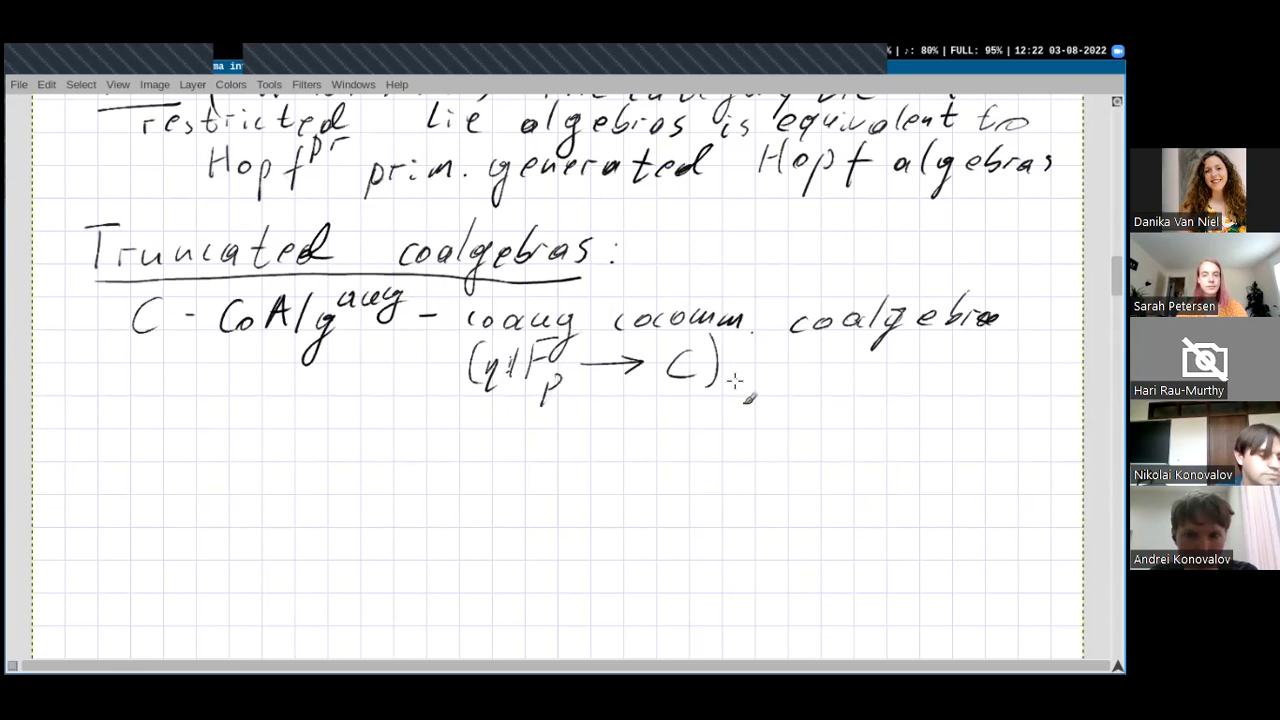 %| ♪: 80% | FULL: 95% | 12:22 03-08-2022
File Edit Select View Image Layer Colors Tools Filters Windows Help
restricted Lie algebras is equivalent to
Hopf^pr prim. generated Hopf algebras
Truncated coalgebras:
C - CoAlg^aug - coaug cocomm. coalgebra
(η: F_p → C)
Danika Van Niel
Sarah Petersen
Hari Rau-Murthy
Nikolai Konovalov
Andrei Konovalov